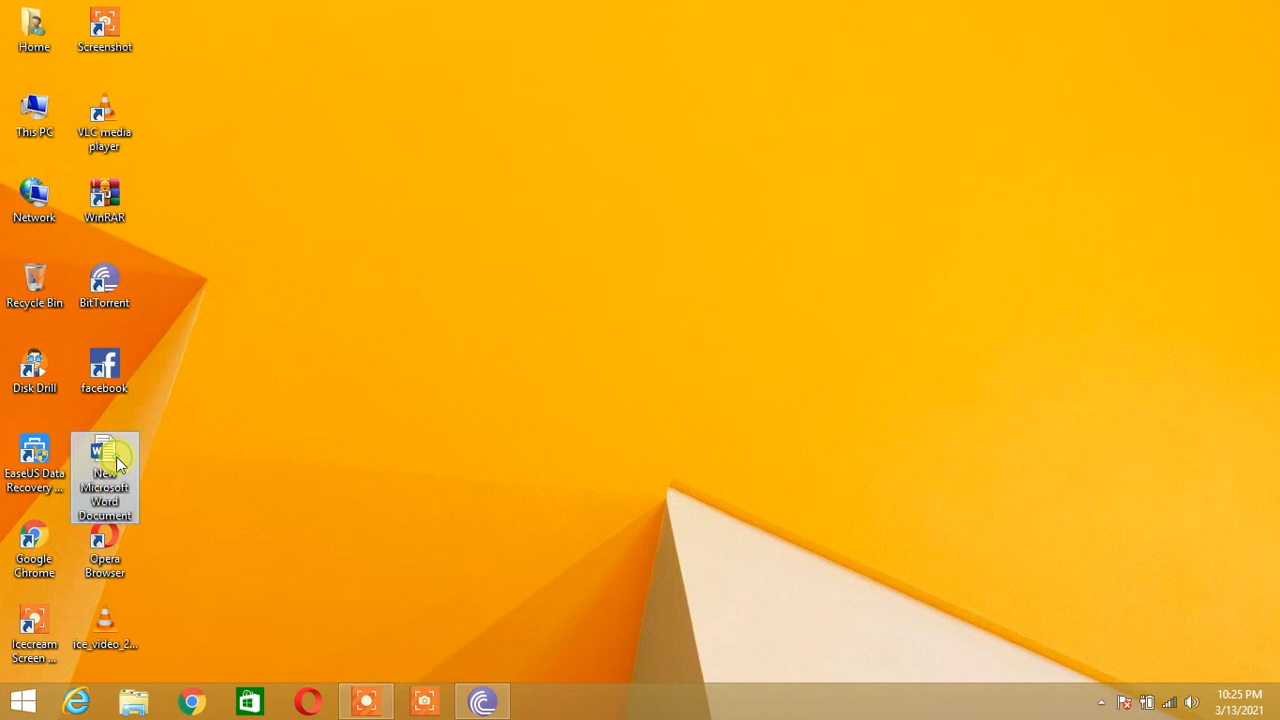 Home
Screenshot
This PC
VLC media
player
Network
WinRAR
Recycle Bin
BitTorrent
Disk Drill
facebook
EaseUS Data
Recovery ...
New
Microsoft
Word
Document
Google
Chrome
Opera
Browser
Icecream
Screen ...
ice_video_2...
10:25 PM
3/13/2021